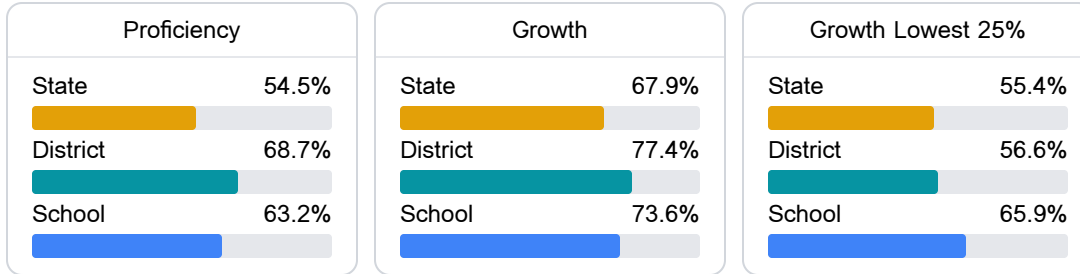 Proficiency
State 54.5%
District 68.7%
School 63.2%
Growth
State 67.9%
District 77.4%
School 73.6%
Growth Lowest 25%
State 55.4%
District 56.6%
School 65.9%